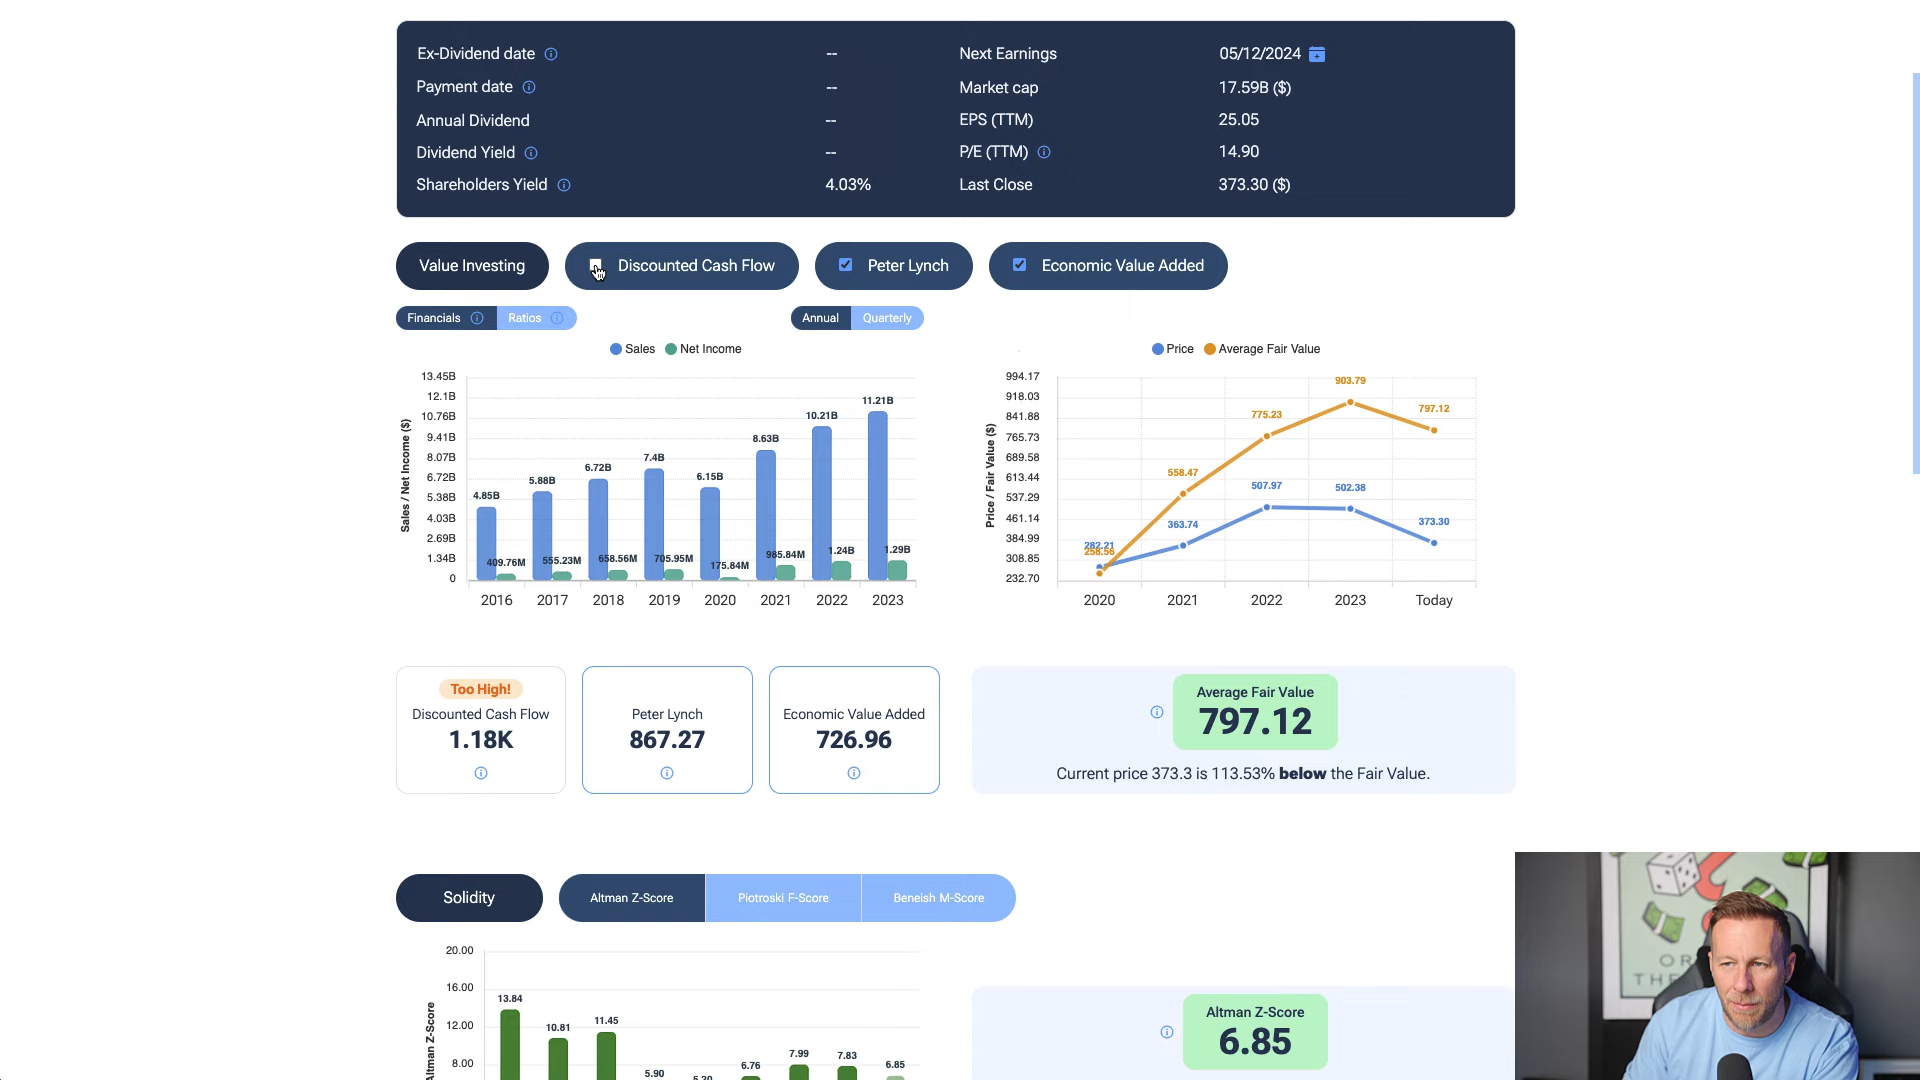 Ex-Dividend date -- Next Earnings 05/12/2024
Payment date -- Market cap 17.59B ($)
Annual Dividend -- EPS (TTM) 25.05
Dividend Yield -- P/E (TTM) 14.90
Shareholders Yield 4.03% Last Close 373.30 ($)
Value Investing Discounted Cash Flow Peter Lynch Economic Value Added
Financials Ratios Annual Quarterly
Sales Net Income
13.45B
12.1B
10.76B
9.41B
8.07B
6.72B
5.38B
4.03B
2.69B
1.34B
0
Sales / Net Income ($)
4.85B
5.88B
6.72B
7.4B
6.15B
8.63B
10.21B
11.21B
409.76M
555.23M
658.56M
705.95M
175.84M
985.84M
1.24B
1.29B
2016 2017 2018 2019 2020 2021 2022 2023
Price Average Fair Value
994.17
918.03
841.88
765.73
689.58
613.44
537.29
461.14
384.99
308.85
232.70
Price / Fair Value ($)
258.56
558.47
775.23
903.79
797.12
282.21
363.74
507.97
502.38
373.30
2020 2021 2022 2023 Today
Too High!
Discounted Cash Flow
1.18K
Peter Lynch
867.27
Economic Value Added
726.96
Average Fair Value
797.12
Current price 373.3 is 113.53% below the Fair Value.
Solidity Altman Z-Score Piotroski F-Score Beneish M-Score
20.00
16.00
12.00
8.00
Altman Z-Score
13.84
10.81
11.45
5.90
5.20
6.76
7.99
7.83
6.85
Altman Z-Score
6.85
OR
THE